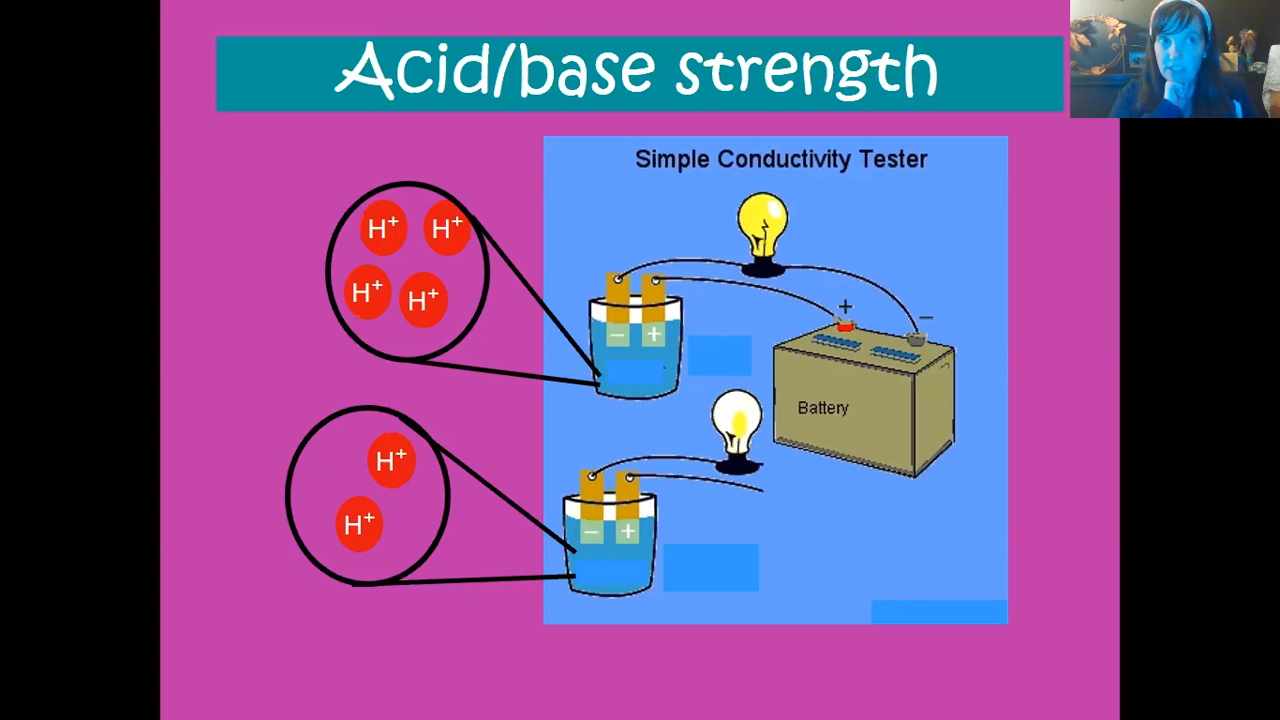 Acid/base strength
Simple Conductivity Tester
H⁺ H⁺
H⁺ H⁺
+ −
− +
Battery
H⁺
H⁺
− +